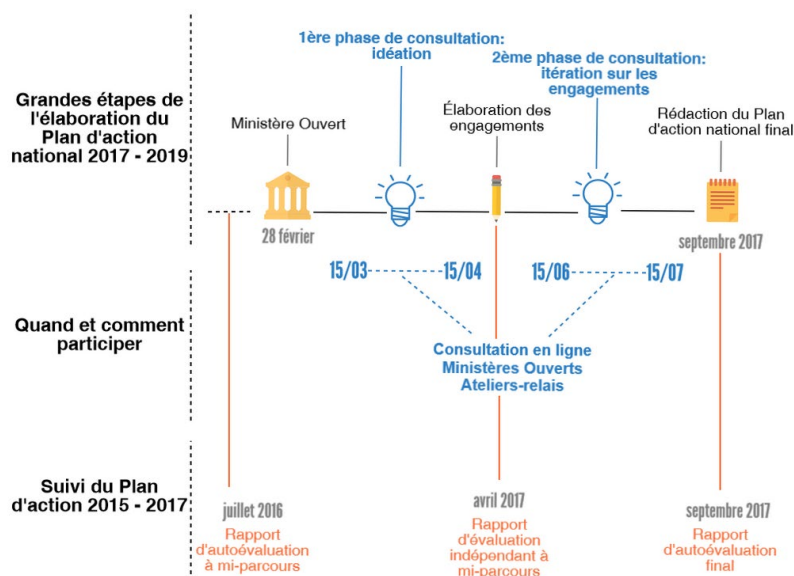 Grandes étapes de
l'élaboration du
Plan d'action
national 2017 - 2019
Ministère Ouvert
28 février
1ère phase de consultation:
idéation
Élaboration des
engagements
2ème phase de consultation:
itération sur les
engagements
Rédaction du Plan
d'action national final
septembre 2017
Quand et comment
participer
15/03
15/04
15/06
15/07
Consultation en ligne
Ministères Ouverts
Ateliers-relais
Suivi du Plan
d'action 2015 - 2017
juillet 2016
Rapport
d'autoévaluation
à mi-parcours
avril 2017
Rapport
d'évaluation
indépendant à
mi-parcours
septembre 2017
Rapport
d'autoévaluation
final